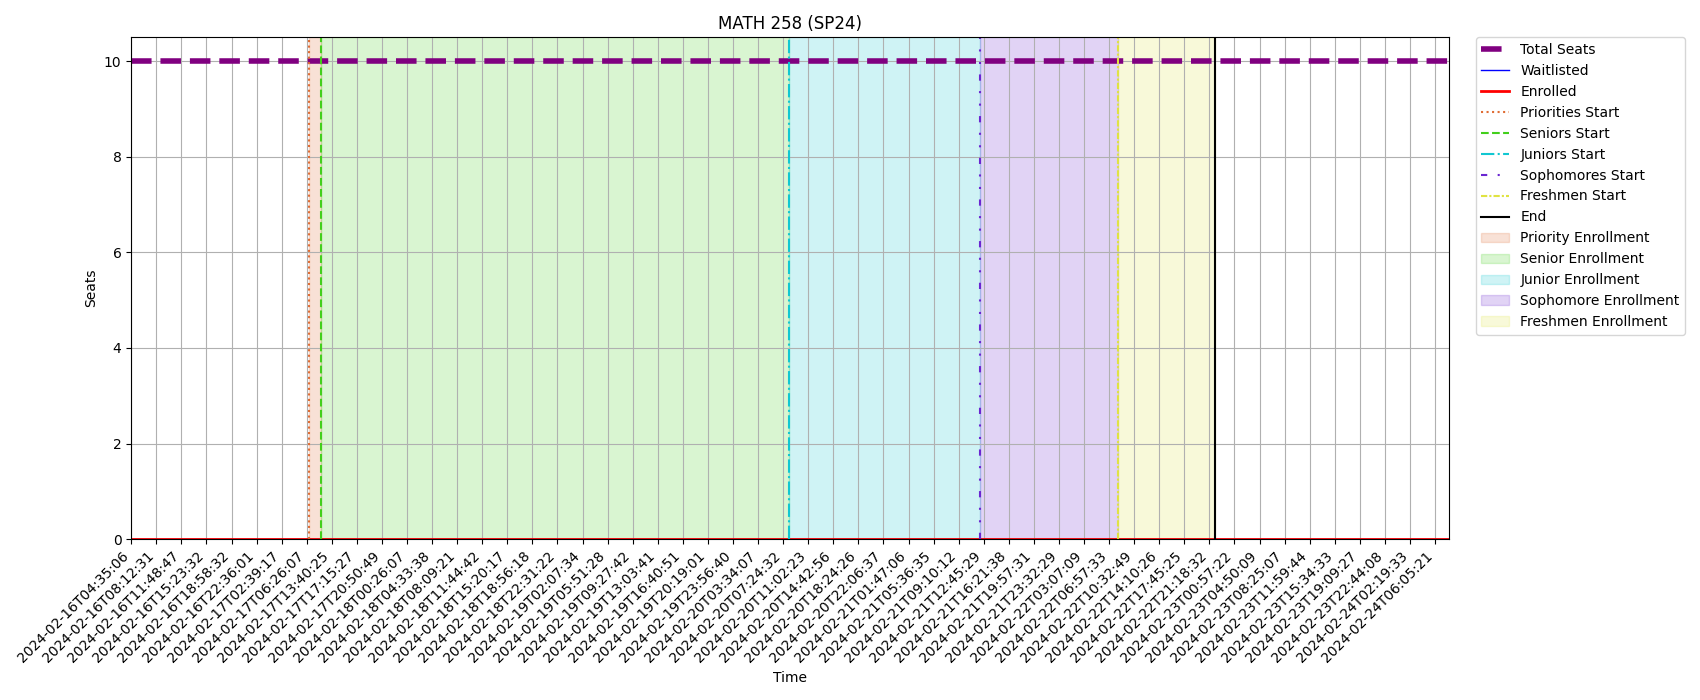 MATH 258 (SP24)
10
8
6
4
2
0
Seats
2024-02-16T04:35:06
2024-02-16T08:12:31
2024-02-16T11:48:47
2024-02-16T15:23:32
2024-02-16T18:58:32
2024-02-16T22:36:01
2024-02-17T02:39:17
2024-02-17T06:26:07
2024-02-17T13:40:25
2024-02-17T17:15:27
2024-02-17T20:50:49
2024-02-18T00:26:07
2024-02-18T04:33:38
2024-02-18T08:09:21
2024-02-18T11:44:42
2024-02-18T15:20:17
2024-02-18T18:56:18
2024-02-18T22:31:22
2024-02-19T02:07:34
2024-02-19T05:51:28
2024-02-19T09:27:42
2024-02-19T13:03:41
2024-02-19T16:40:51
2024-02-19T20:19:01
2024-02-19T23:56:40
2024-02-20T03:34:07
2024-02-20T07:24:32
2024-02-20T11:02:23
2024-02-20T14:42:56
2024-02-20T18:24:26
2024-02-20T22:06:37
2024-02-21T01:47:06
2024-02-21T05:36:35
2024-02-21T09:10:12
2024-02-21T12:45:29
2024-02-21T16:21:38
2024-02-21T19:57:31
2024-02-21T23:32:29
2024-02-22T03:07:09
2024-02-22T06:57:33
2024-02-22T10:32:49
2024-02-22T14:10:26
2024-02-22T17:45:25
2024-02-22T21:18:32
2024-02-23T00:57:22
2024-02-23T04:50:09
2024-02-23T08:25:07
2024-02-23T11:59:44
2024-02-23T15:34:33
2024-02-23T19:09:27
2024-02-23T22:44:08
2024-02-24T02:19:33
2024-02-24T06:05:21
Time
Total Seats
Waitlisted
Enrolled
Priorities Start
Seniors Start
Juniors Start
Sophomores Start
Freshmen Start
End
Priority Enrollment
Senior Enrollment
Junior Enrollment
Sophomore Enrollment
Freshmen Enrollment